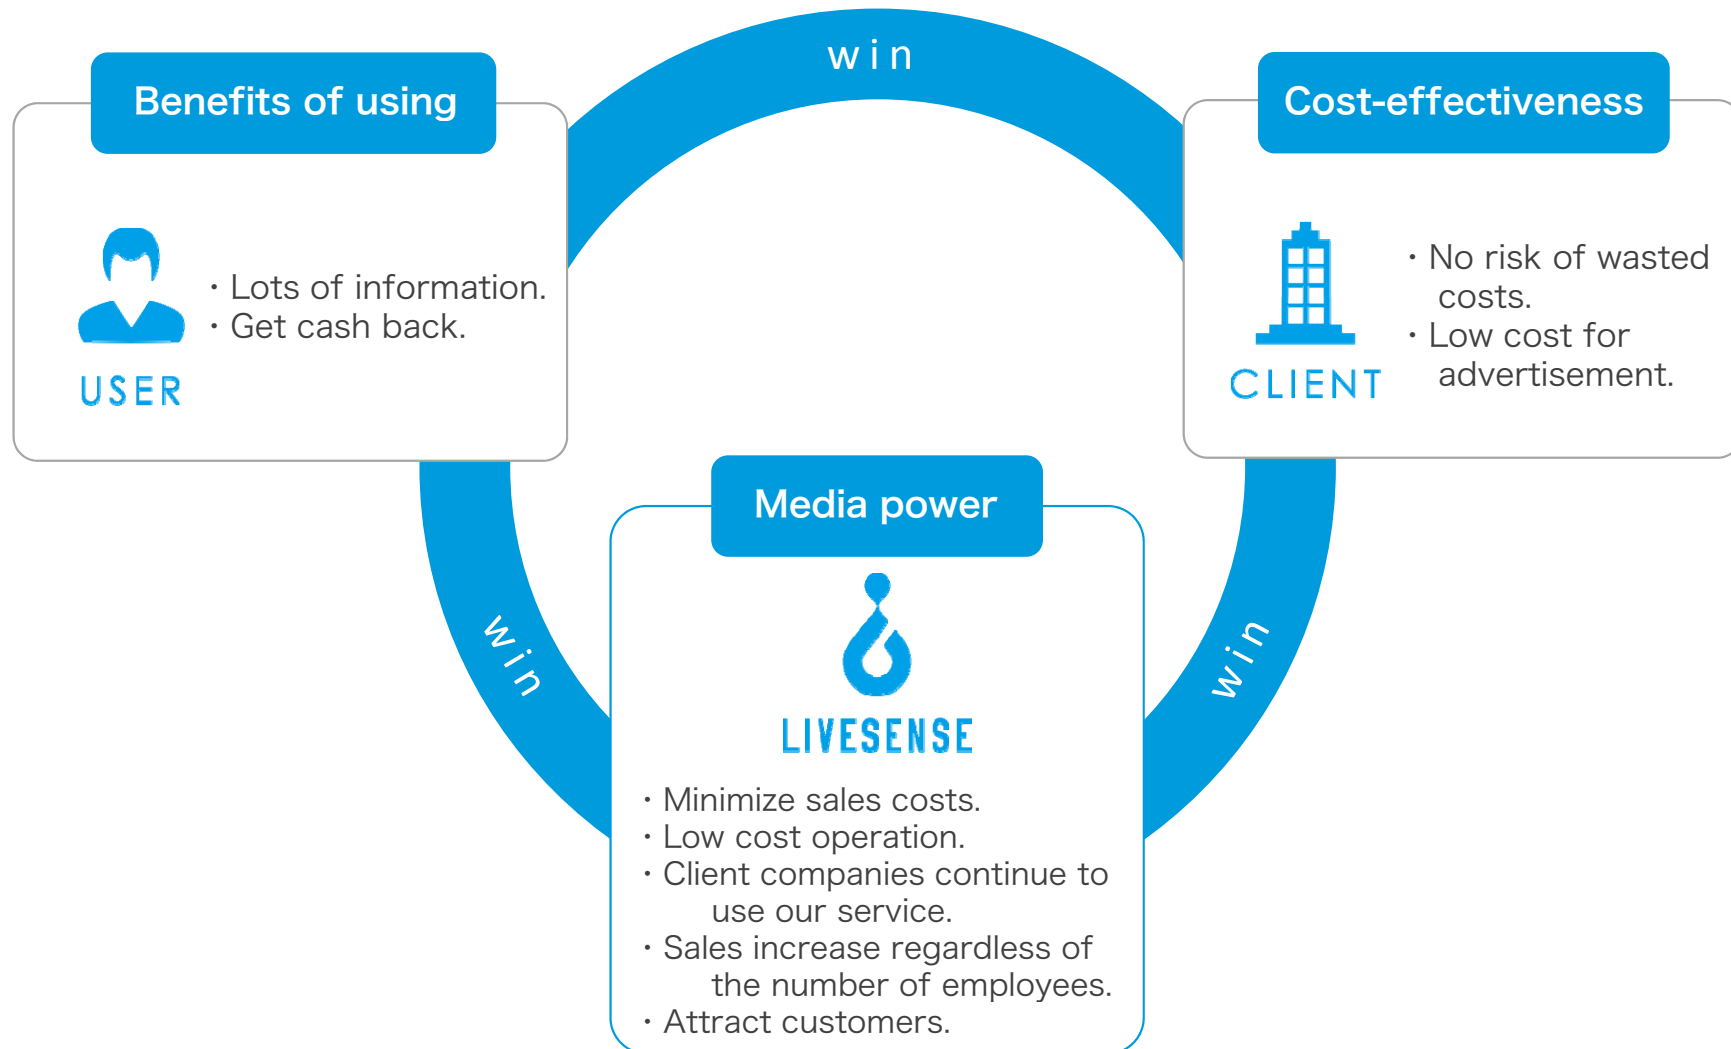 win
Benefits of using
・Lots of information.
・Get cash back.
USER
Cost-effectiveness
・No risk of wasted
costs.
・Low cost for
advertisement.
CLIENT
win
win
Media power
LIVESENSE
・Minimize sales costs.
・Low cost operation.
・Client companies continue to
use our service.
・Sales increase regardless of
the number of employees.
・Attract customers.